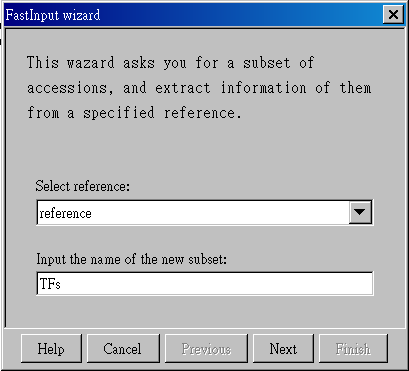 FastInput wizard
This wazard asks you for a subset of
accessions, and extract information of them
from a specified reference.
Select reference:
reference
Input the name of the new subset:
TFs
Help Cancel Previous Next Finish